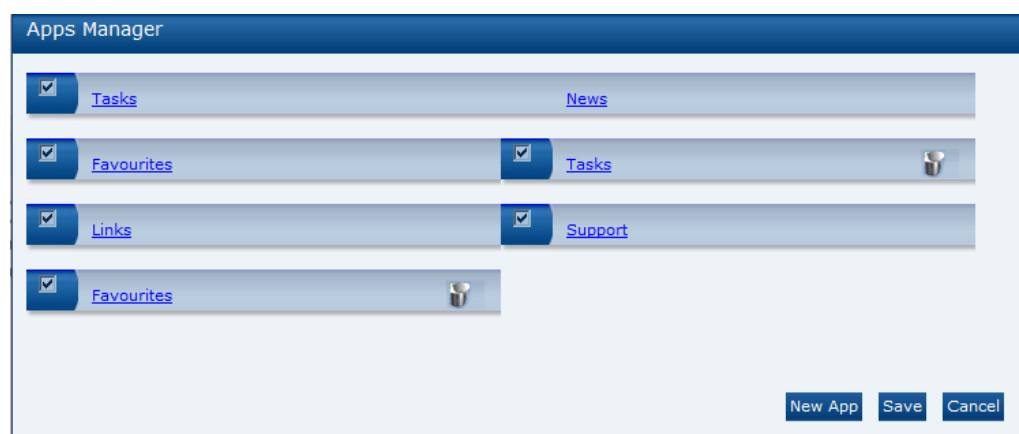 Apps Manager
Tasks News
Favourites Tasks
Links Support
Favourites
New App Save Cancel